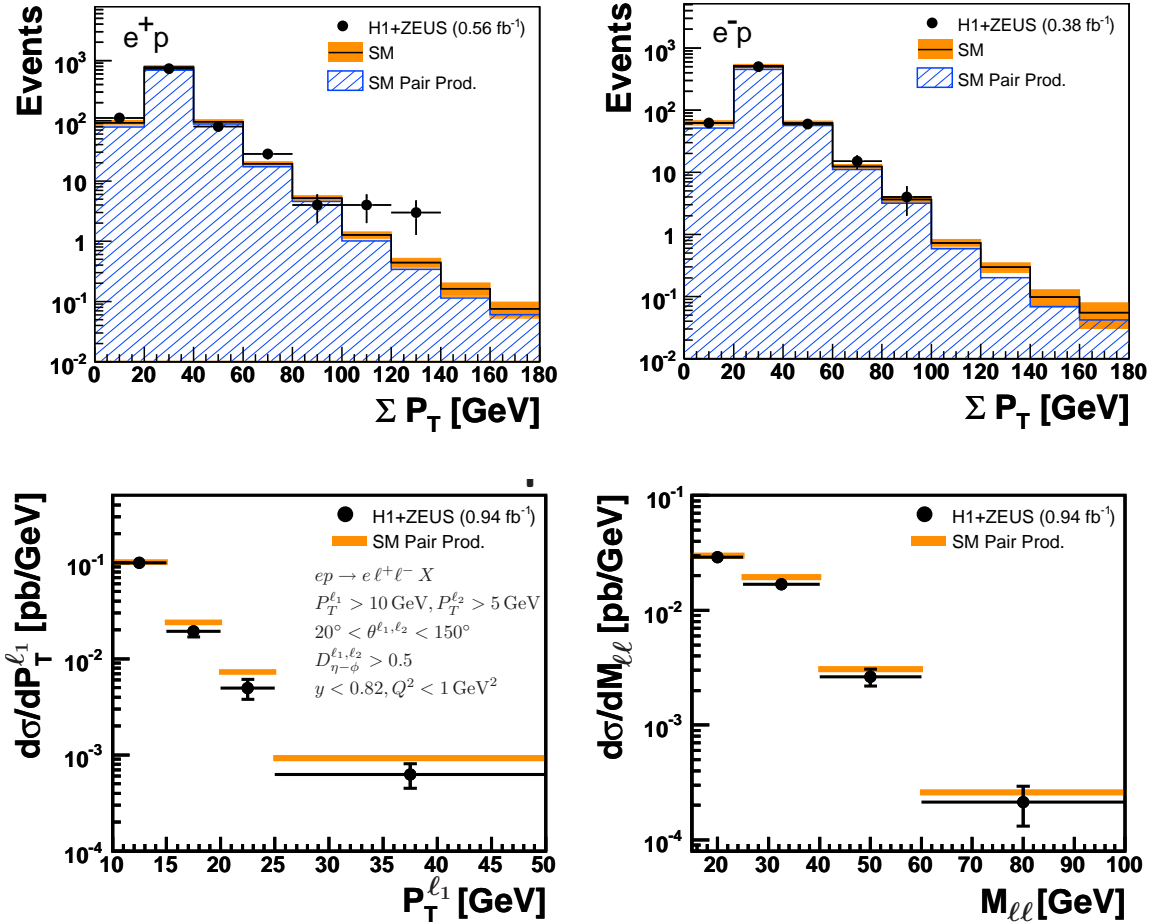 Events
e⁺p
H1+ZEUS (0.56 fb⁻¹)
SM
SM Pair Prod.
10³
10²
10
1
10⁻¹
10⁻²
0 20 40 60 80 100 120 140 160 180
Σ P_T [GeV]
Events
e⁻p
H1+ZEUS (0.38 fb⁻¹)
SM
SM Pair Prod.
10³
10²
10
1
10⁻¹
10⁻²
0 20 40 60 80 100 120 140 160 180
Σ P_T [GeV]
dσ/dP_T^{ℓ₁} [pb/GeV]
H1+ZEUS (0.94 fb⁻¹)
SM Pair Prod.
ep → e ℓ⁺ℓ⁻ X
P_T^{ℓ₁} > 10 GeV, P_T^{ℓ₂} > 5 GeV
20° < θ^{ℓ₁,ℓ₂} < 150°
D_{η−ϕ}^{ℓ₁,ℓ₂} > 0.5
y < 0.82, Q² < 1 GeV²
10⁻¹
10⁻²
10⁻³
10⁻⁴
10 15 20 25 30 35 40 45 50
P_T^{ℓ₁} [GeV]
dσ/dM_{ℓℓ} [pb/GeV]
H1+ZEUS (0.94 fb⁻¹)
SM Pair Prod.
10⁻¹
10⁻²
10⁻³
10⁻⁴
20 30 40 50 60 70 80 90 100
M_{ℓℓ} [GeV]